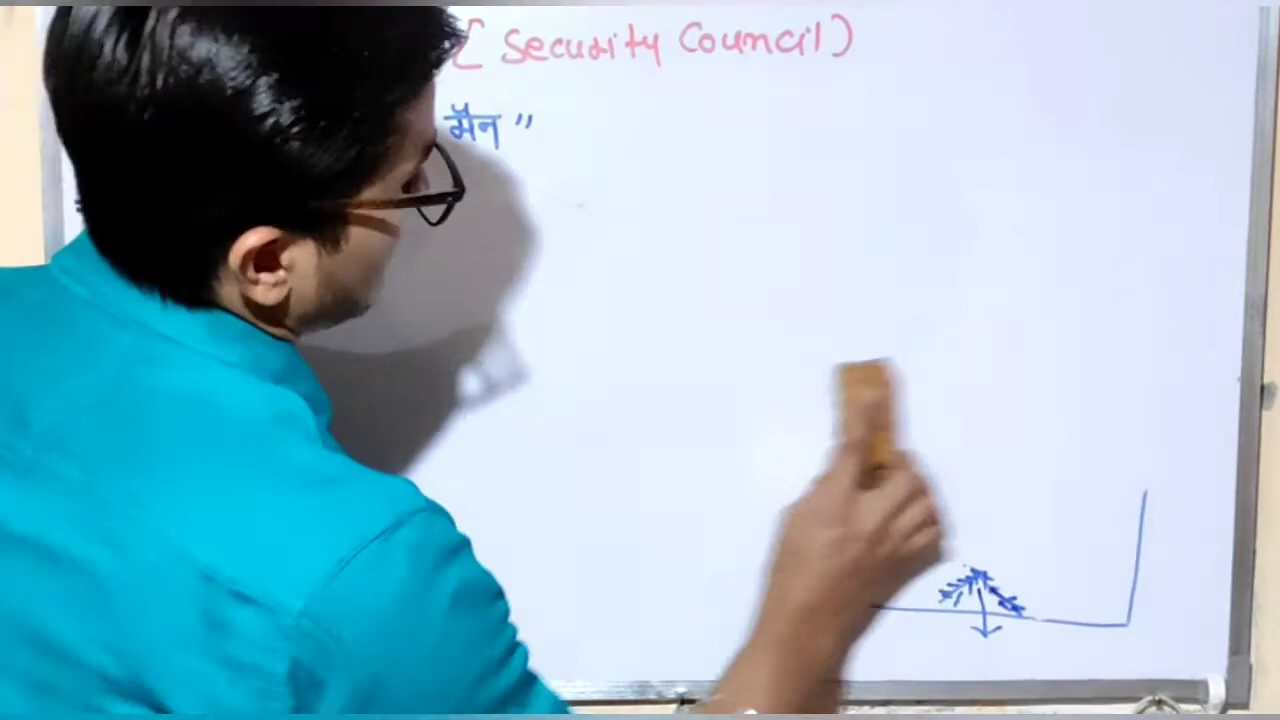 [ Security Council )
मैन "